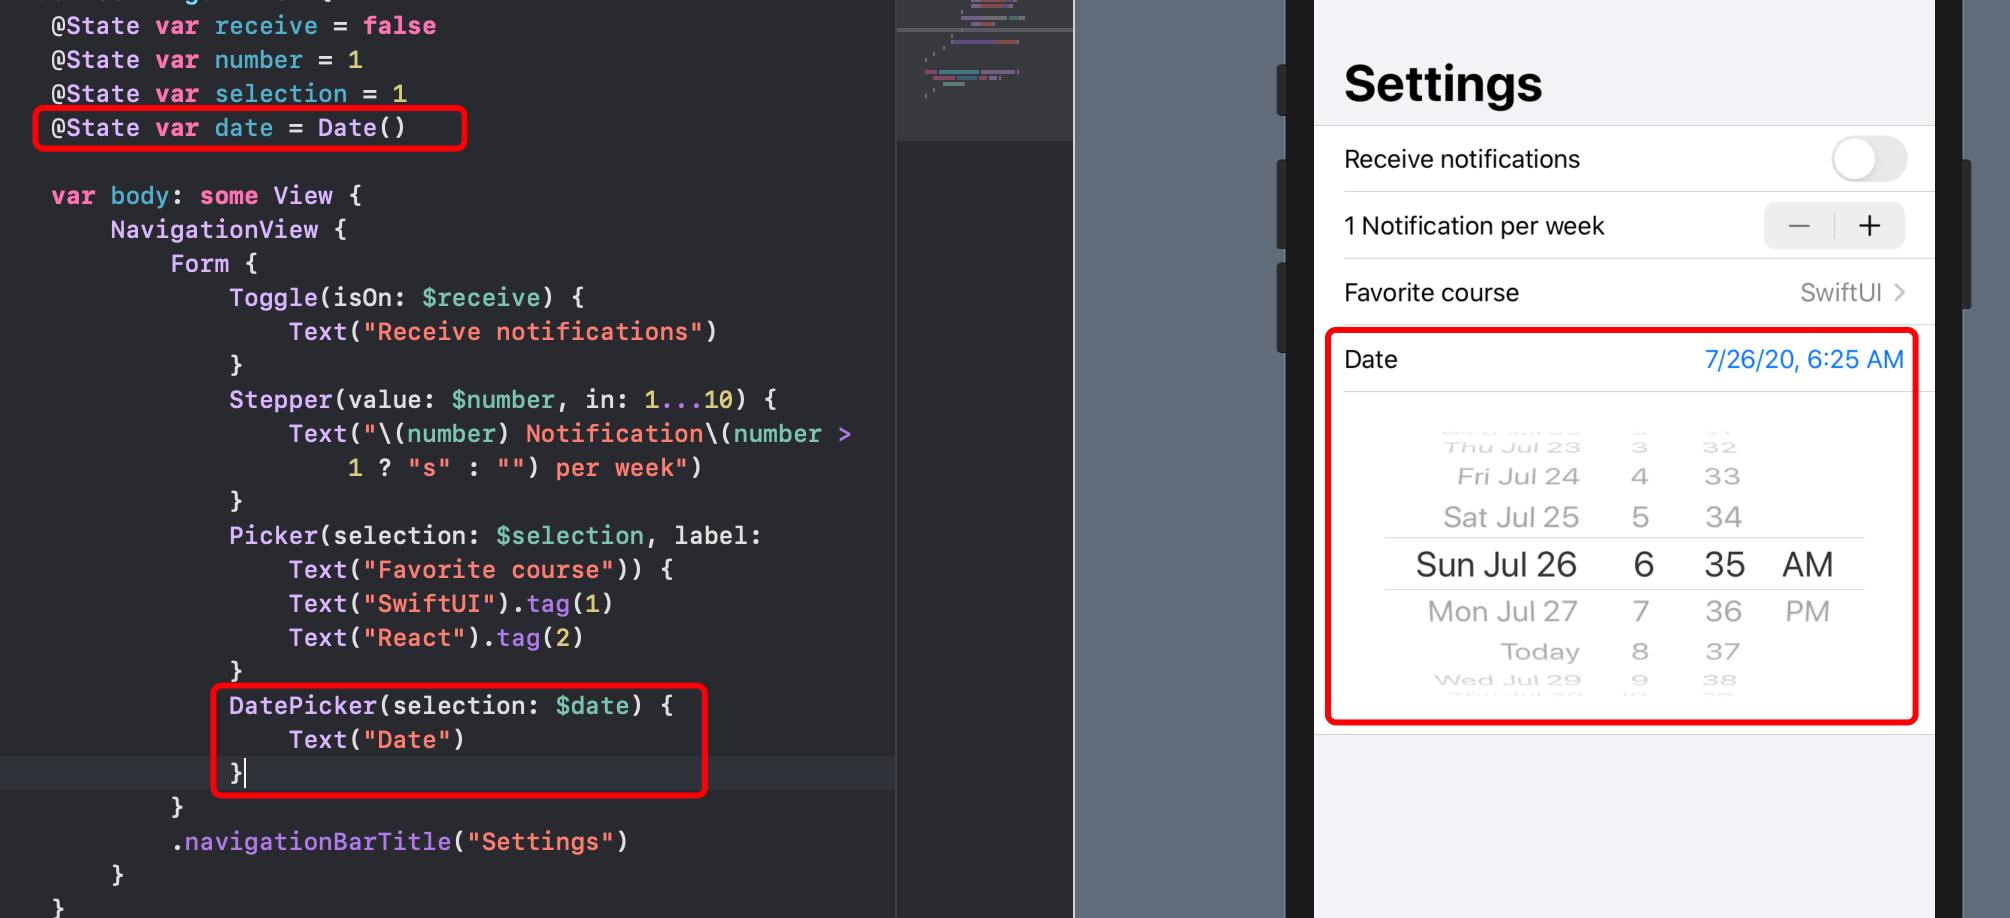 @State var receive = false
@State var number = 1
@State var selection = 1
@State var date = Date()
var body: some View {
NavigationView {
Form {
Toggle(isOn: $receive) {
Text("Receive notifications")
}
Stepper(value: $number, in: 1...10) {
Text("\(number) Notification\(number >
1 ? "s" : "") per week")
}
Picker(selection: $selection, label:
Text("Favorite course")) {
Text("SwiftUI").tag(1)
Text("React").tag(2)
}
DatePicker(selection: $date) {
Text("Date")
}
}
.navigationBarTitle("Settings")
}
}
Settings
Receive notifications
1 Notification per week − +
Favorite course SwiftUI >
Date 7/26/20, 6:25 AM
Thu Jul 23 3 32
Fri Jul 24 4 33
Sat Jul 25 5 34
Sun Jul 26 6 35 AM
Mon Jul 27 7 36 PM
Today 8 37
Wed Jul 29 9 38